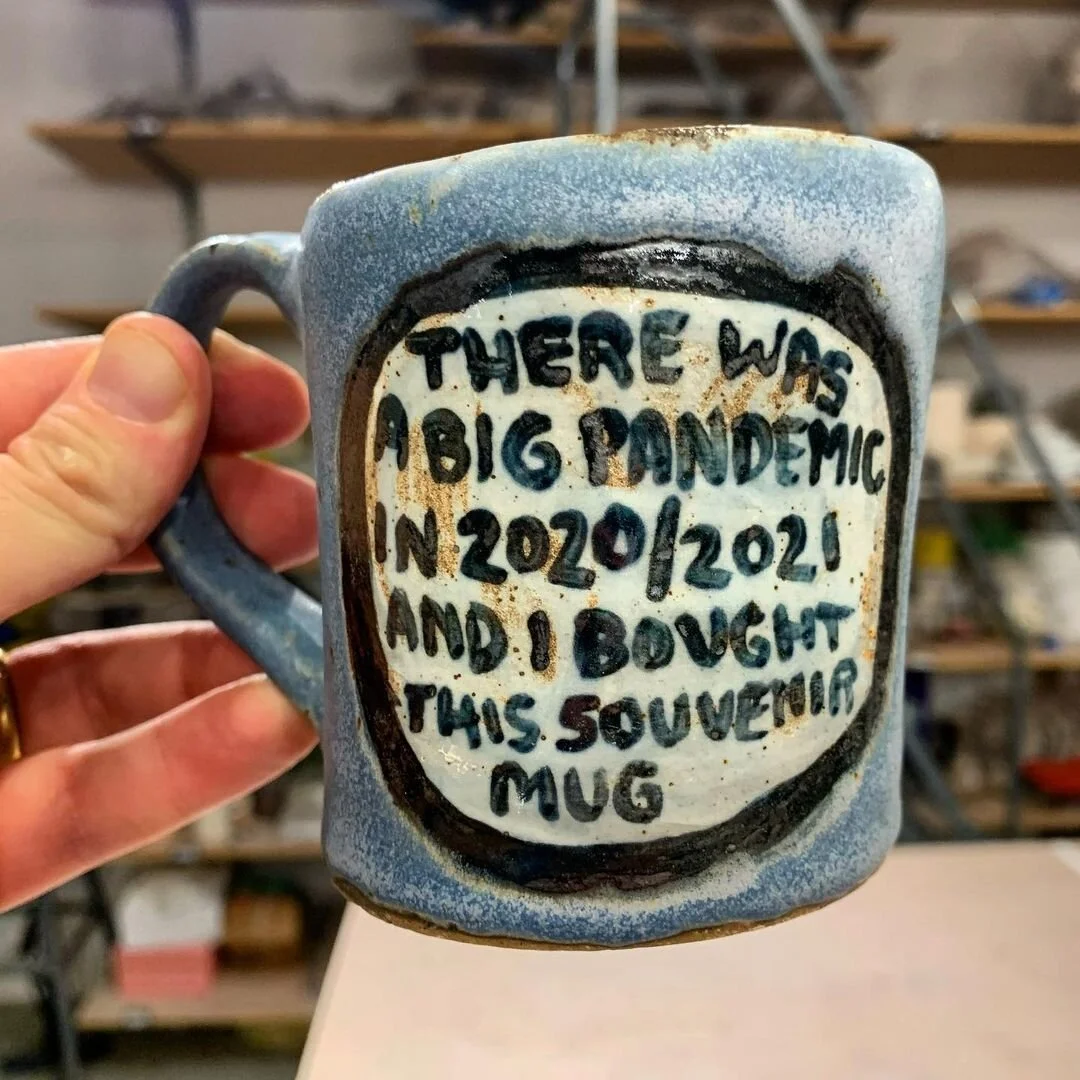 THERE WAS
A BIG PANDEMIC
IN 2020/2021
AND I BOUGHT
THIS SOUVENIR
MUG